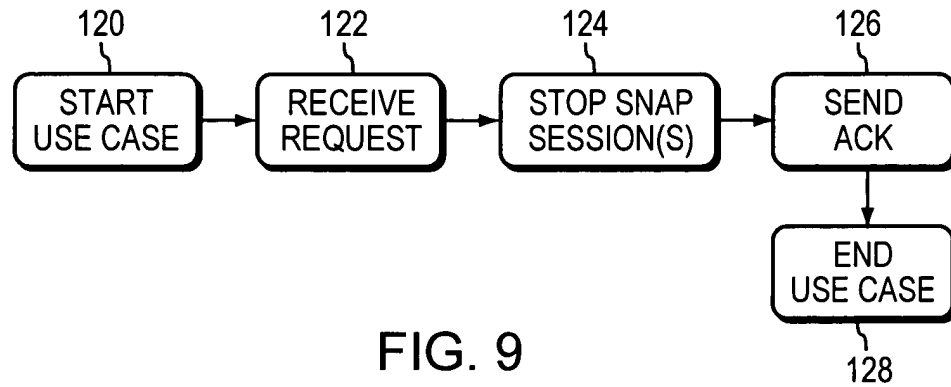 120
122
124
126
START
USE CASE
RECEIVE
REQUEST
STOP SNAP
SESSION(S)
SEND
ACK
END
USE CASE
128
FIG. 9